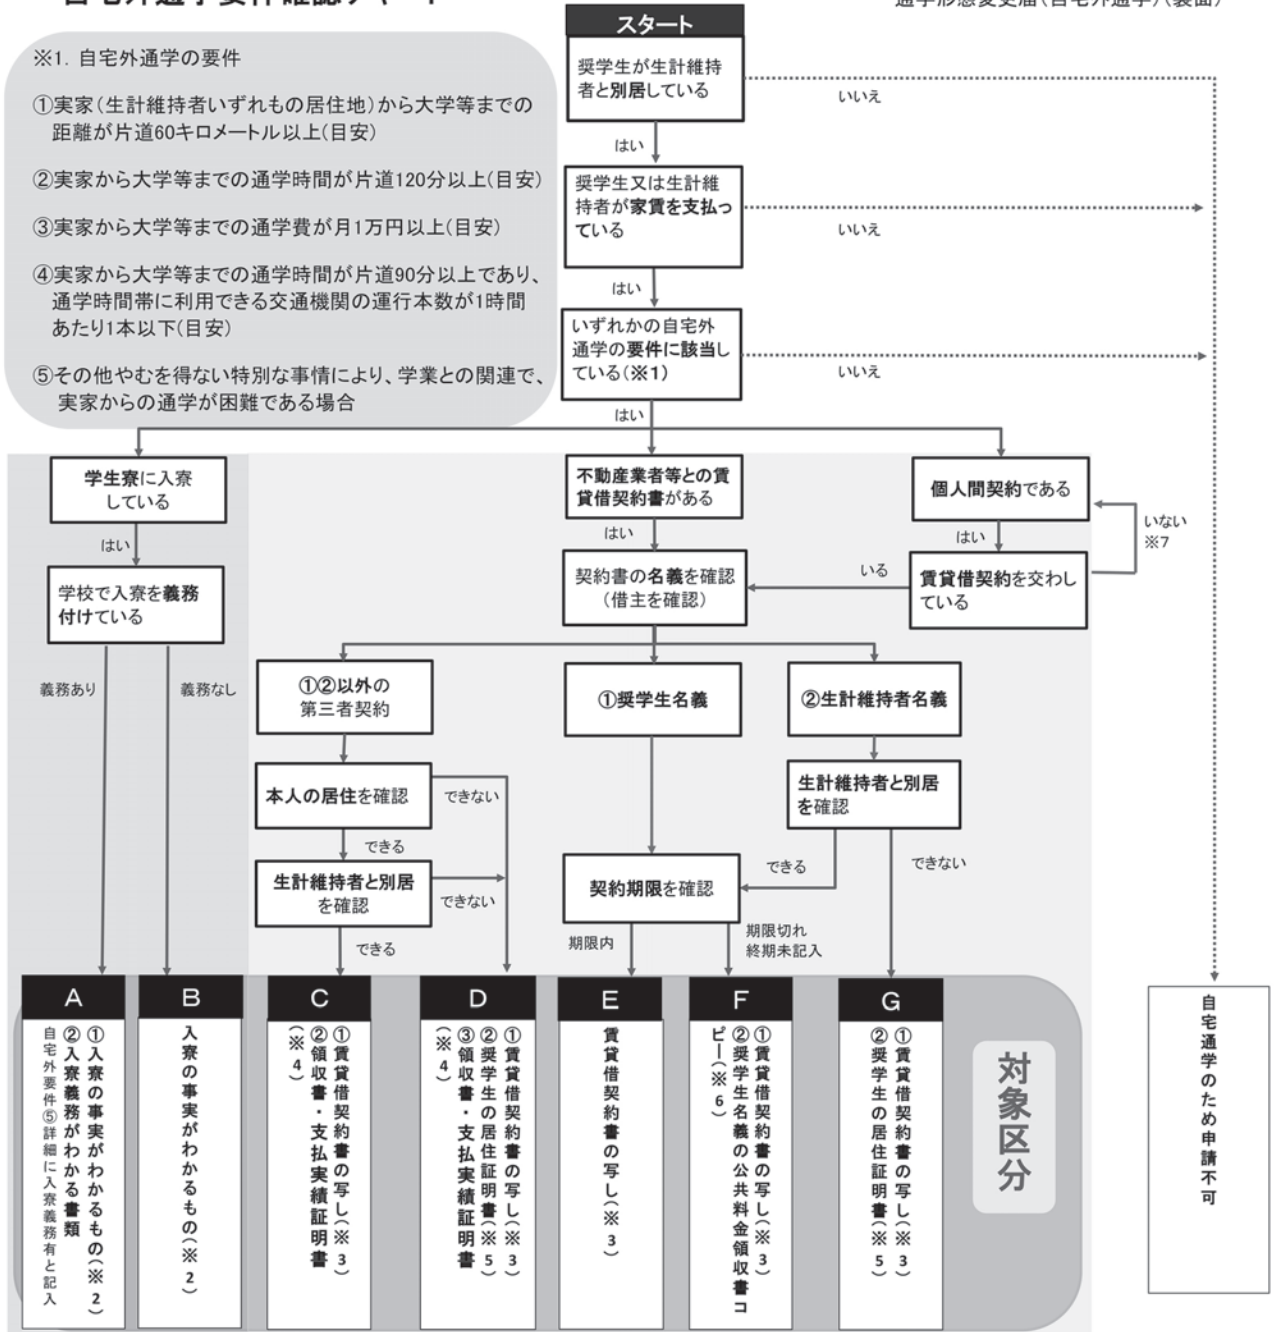 自宅外通学要件確認チャート
通学形態変更届(自宅外通学)(裏面)
※1. 自宅外通学の要件
①実家(生計維持者いずれもの居住地)から大学等までの
距離が片道60キロメートル以上(目安)
②実家から大学等までの通学時間が片道120分以上(目安)
③実家から大学等までの通学費が月1万円以上(目安)
④実家から大学等までの通学時間が片道90分以上であり、
通学時間帯に利用できる交通機関の運行本数が1時間
あたり1本以下(目安)
⑤その他やむを得ない特別な事情により、学業との関連で、
実家からの通学が困難である場合
スタート
奨学生が生計維持
者と別居している
いいえ
はい
奨学生又は生計維
持者が家賃を支払っ
ている
いいえ
はい
いずれかの自宅外
通学の要件に該当し
ている(※1)
いいえ
はい
学生寮に入寮
している
はい
学校で入寮を義務
付けている
義務あり
義務なし
不動産業者等との賃
貸借契約書がある
はい
契約書の名義を確認
(借主を確認)
個人間契約である
はい
いない
※7
賃貸借契約を交わし
ている
いる
①②以外の
第三者契約
①奨学生名義
②生計維持者名義
本人の居住を確認
できない
できる
生計維持者と別居
を確認
できない
できる
生計維持者と別居
を確認
できる
できない
契約期限を確認
期限内
期限切れ
終期未記入
A
①入寮の事実がわかるもの(※2)
②入寮義務がわかる書類
自宅外要件⑤詳細に入寮義務有と記入
B
入寮の事実がわかるもの(※2)
C
①賃貸借契約書の写し(※3)
②領収書・支払実績証明書
(※4)
D
①賃貸借契約書の写し(※3)
②奨学生の居住証明書(※5)
③領収書・支払実績証明書
(※4)
E
賃貸借契約書の写し(※3)
F
①賃貸借契約書の写し(※3)
②奨学生名義の公共料金領収書コ
ピー(※6)
G
①賃貸借契約書の写し(※3)
②奨学生の居住証明書(※5)
対象区分
自宅通学のため申請不可